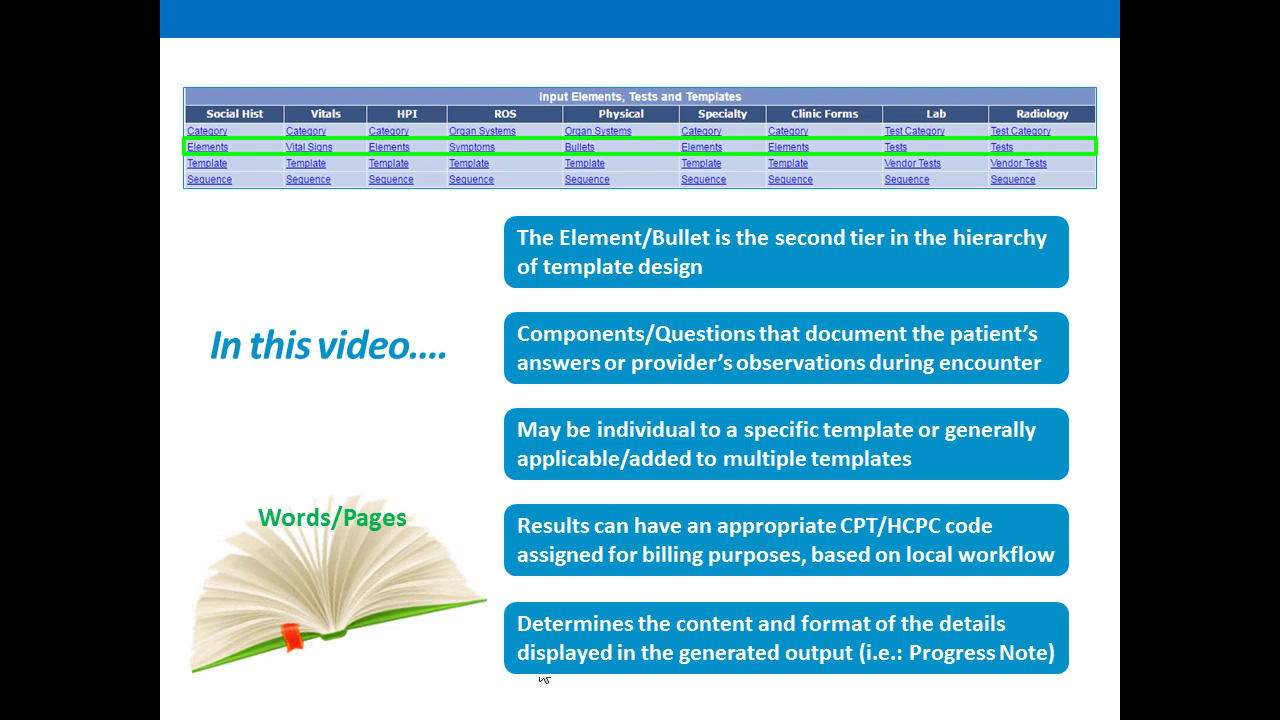 Input Elements, Tests and Templates
Social Hist Vitals HPI ROS Physical Specialty Clinic Forms Lab Radiology
Category Category Category Organ Systems Organ Systems Category Category Test Category Test Category
Elements Vital Signs Elements Symptoms Bullets Elements Elements Tests Tests
Template Template Template Template Template Template Template Vendor Tests Vendor Tests
Sequence Sequence Sequence Sequence Sequence Sequence Sequence Sequence Sequence
The Element/Bullet is the second tier in the hierarchy
of template design
In this video....
Components/Questions that document the patient’s
answers or provider’s observations during encounter
May be individual to a specific template or generally
applicable/added to multiple templates
Words/Pages
Results can have an appropriate CPT/HCPC code
assigned for billing purposes, based on local workflow
Determines the content and format of the details
displayed in the generated output (i.e.: Progress Note)